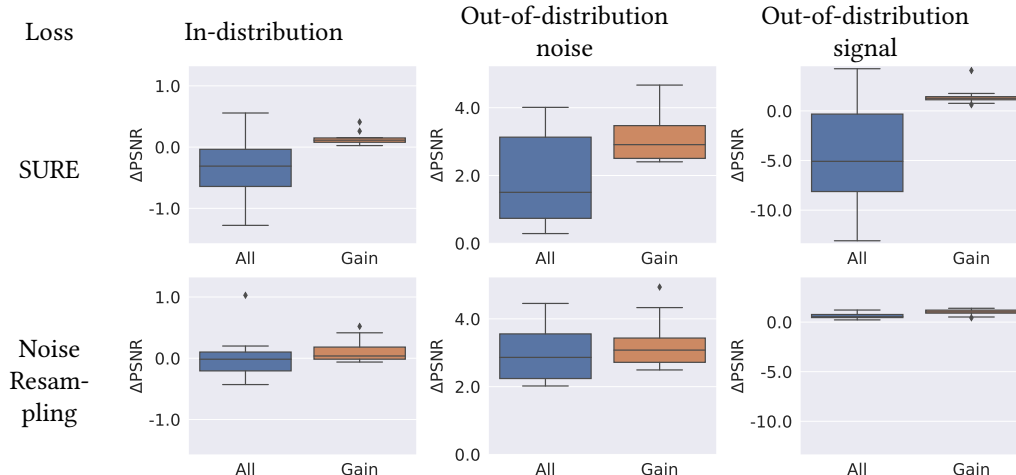 Loss
In-distribution
Out-of-distribution
noise
Out-of-distribution
signal
SURE
ΔPSNR
1.0
0.0
-1.0
All
Gain
ΔPSNR
4.0
2.0
0.0
All
Gain
ΔPSNR
0.0
-5.0
-10.0
All
Gain
Noise
Resam-
pling
ΔPSNR
1.0
0.0
-1.0
All
Gain
ΔPSNR
4.0
2.0
0.0
All
Gain
ΔPSNR
0.0
-5.0
-10.0
All
Gain